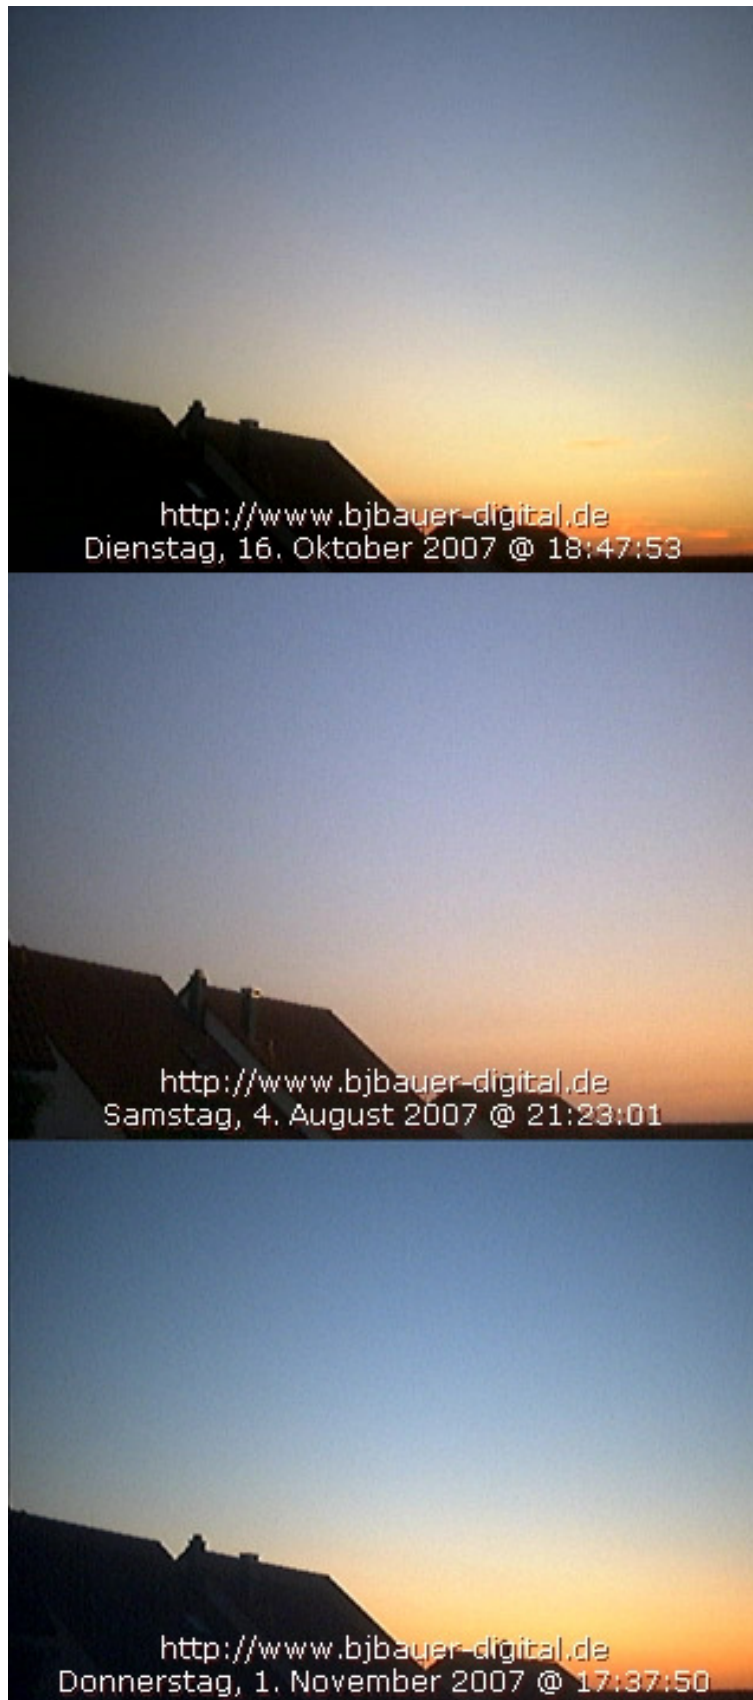 http://www.bjbauer-digital.de
Dienstag, 16. Oktober 2007 @ 18:47:53
http://www.bjbauer-digital.de
Samstag, 4. August 2007 @ 21:23:01
http://www.bjbauer-digital.de
Donnerstag, 1. November 2007 @ 17:37:50